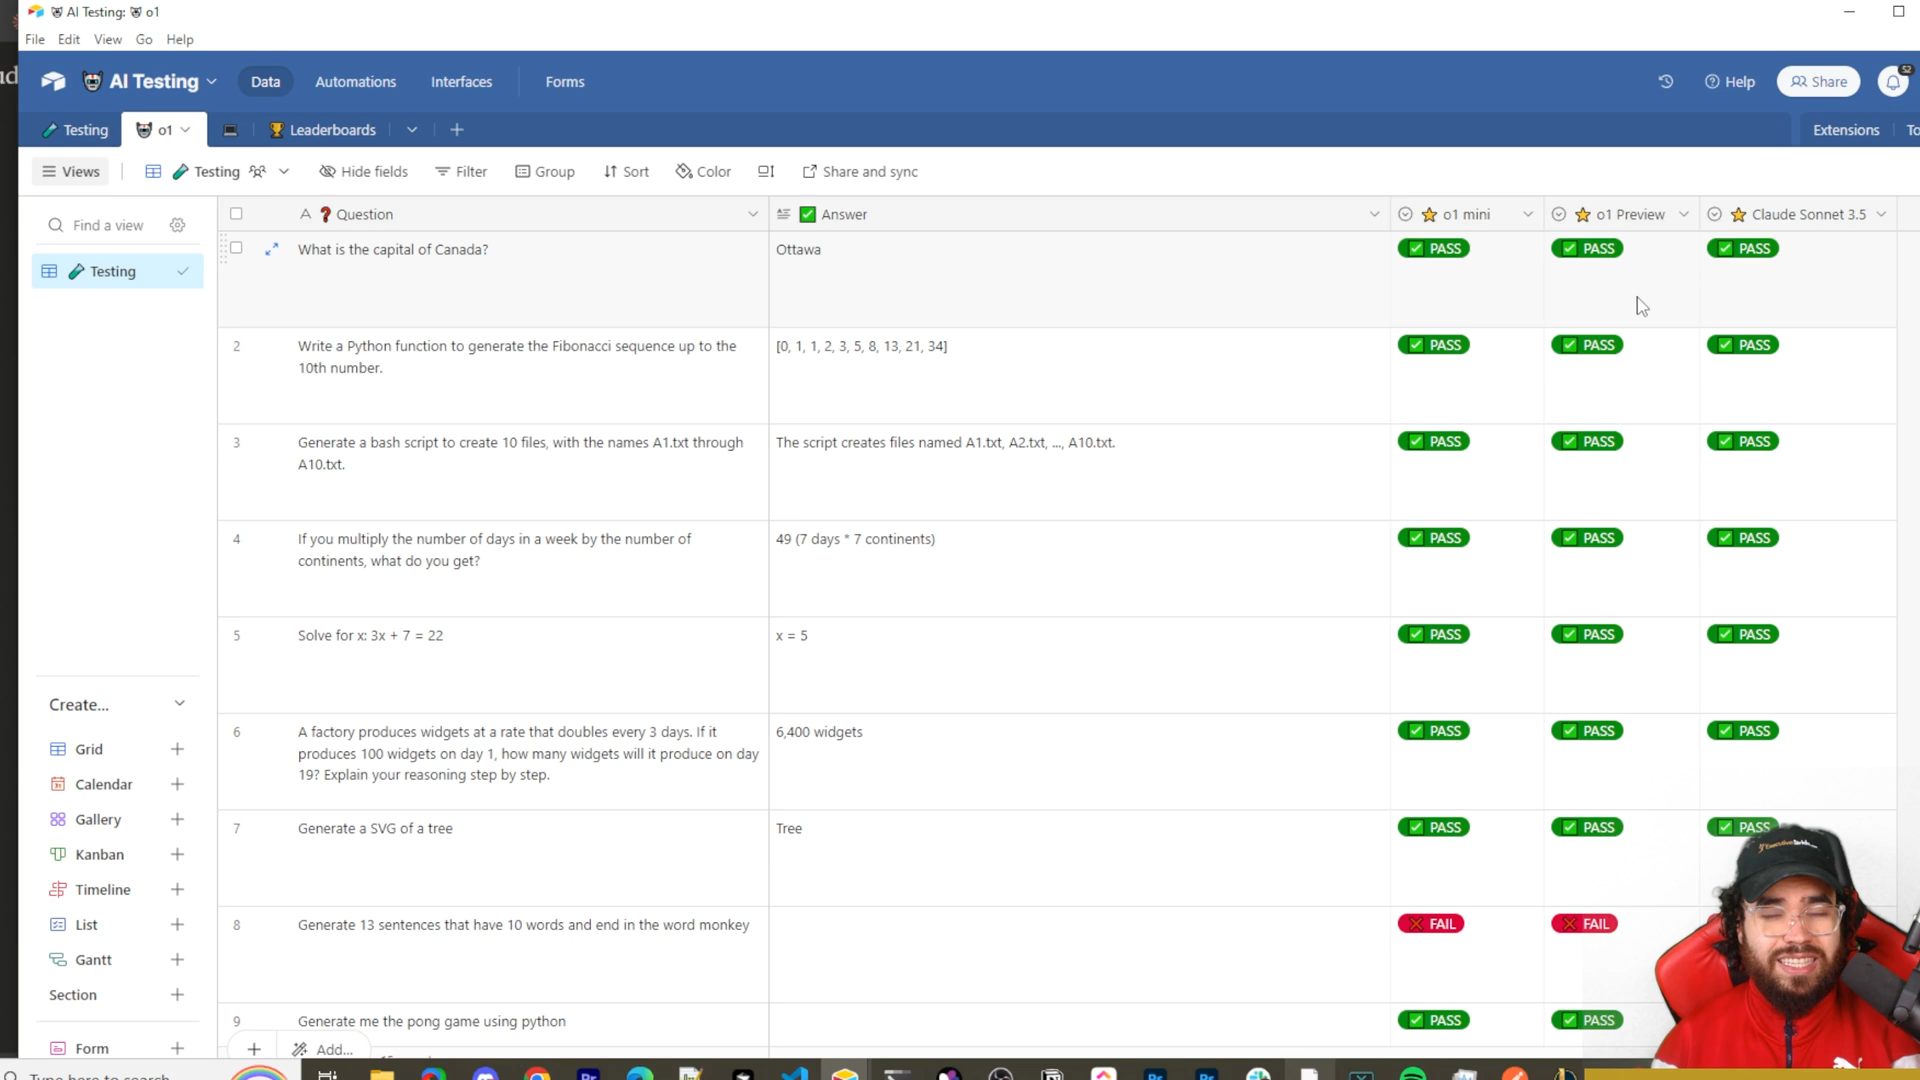 AI Testing: o1
File Edit View Go Help
ud
AI Testing Data Automations Interfaces Forms Help Share 52
Testing o1 Leaderboards Extensions To
Views Testing Hide fields Filter Group Sort Color Share and sync
Find a view
Testing
Question Answer o1 mini o1 Preview Claude Sonnet 3.5
What is the capital of Canada? Ottawa PASS PASS PASS
2 Write a Python function to generate the Fibonacci sequence up to the [0, 1, 1, 2, 3, 5, 8, 13, 21, 34] PASS PASS PASS
10th number.
3 Generate a bash script to create 10 files, with the names A1.txt through The script creates files named A1.txt, A2.txt, ..., A10.txt. PASS PASS PASS
A10.txt.
4 If you multiply the number of days in a week by the number of 49 (7 days * 7 continents) PASS PASS PASS
continents, what do you get?
5 Solve for x: 3x + 7 = 22 x = 5 PASS PASS PASS
6 A factory produces widgets at a rate that doubles every 3 days. If it 6,400 widgets PASS PASS PASS
produces 100 widgets on day 1, how many widgets will it produce on day
19? Explain your reasoning step by step.
7 Generate a SVG of a tree Tree PASS PASS PASS
8 Generate 13 sentences that have 10 words and end in the word monkey FAIL FAIL
9 Generate me the pong game using python PASS PASS
Add...
Create...
Grid
Calendar
Gallery
Kanban
Timeline
List
Gantt
Section
Form
Type here to search